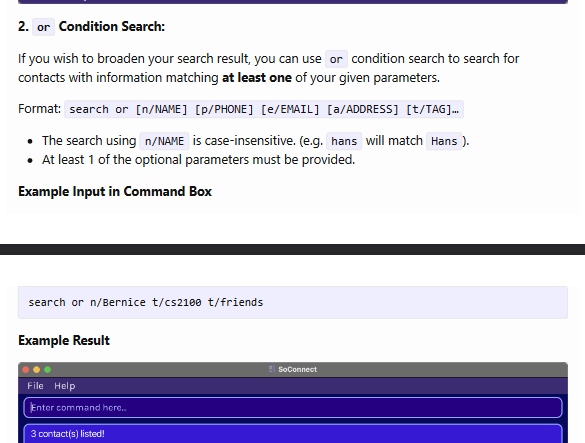 2. or Condition Search:
If you wish to broaden your search result, you can use or condition search to search for
contacts with information matching at least one of your given parameters.
Format: search or [n/NAME] [p/PHONE] [e/EMAIL] [a/ADDRESS] [t/TAG]…
• The search using n/NAME is case-insensitive. (e.g. hans will match Hans ).
• At least 1 of the optional parameters must be provided.
Example Input in Command Box
search or n/Bernice t/cs2100 t/friends
Example Result
SoConnect
File Help
Enter command here...
3 contact(s) listed!